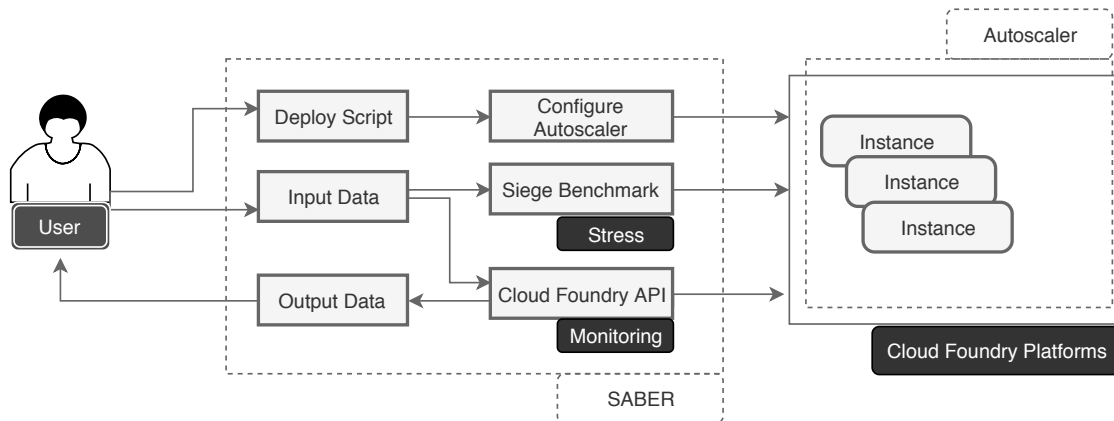 Autoscaler
Deploy Script
Configure
Autoscaler
Instance
Instance
Instance
Input Data
Siege Benchmark
Stress
User
Output Data
Cloud Foundry API
Monitoring
Cloud Foundry Platforms
SABER